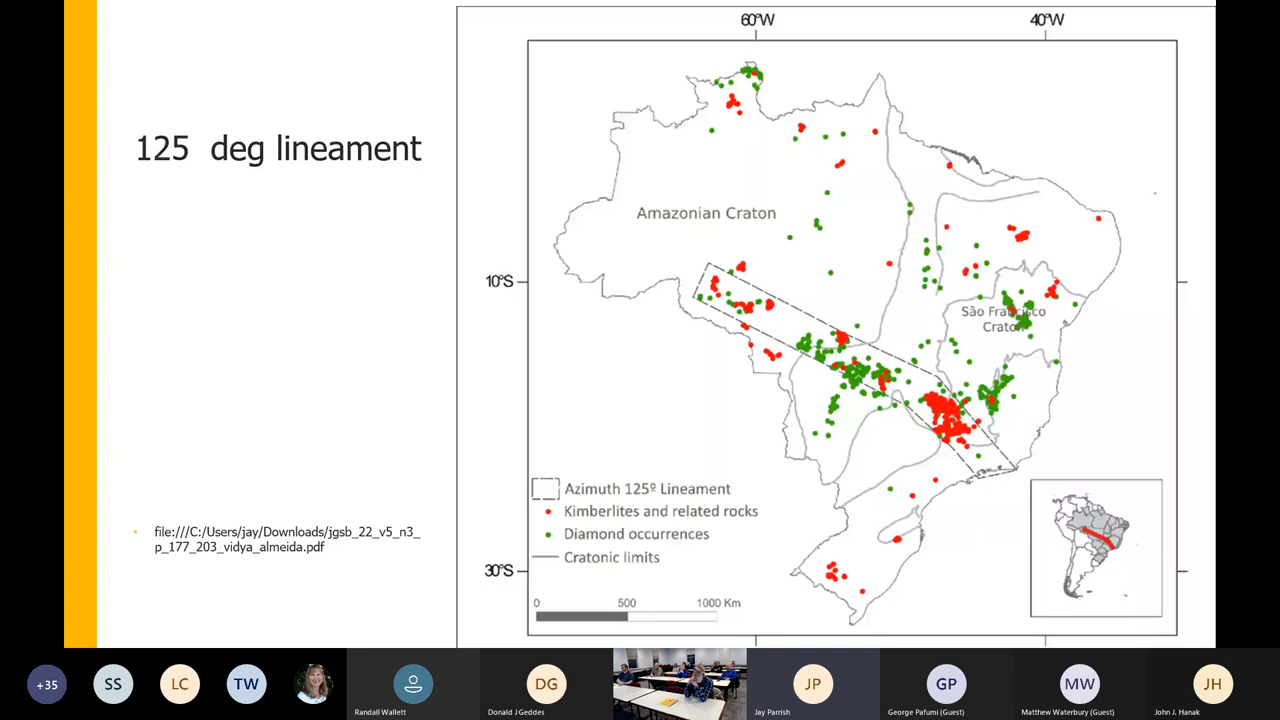 125 deg lineament
file:///C:/Users/jay/Downloads/jgsb_22_v5_n3_
p_177_203_vidya_almeida.pdf
60°W
40°W
10°S
30°S
Amazonian Craton
São Francisco
Craton
Azimuth 125º Lineament
Kimberlites and related rocks
Diamond occurrences
Cratonic limits
0 500 1000 Km
+35
SS
LC
TW
Randall Wallett
DG
Donald J Geddes
JP
Jay Parrish
GP
George Pafumi (Guest)
MW
Matthew Waterbury (Guest)
JH
John J. Hanak